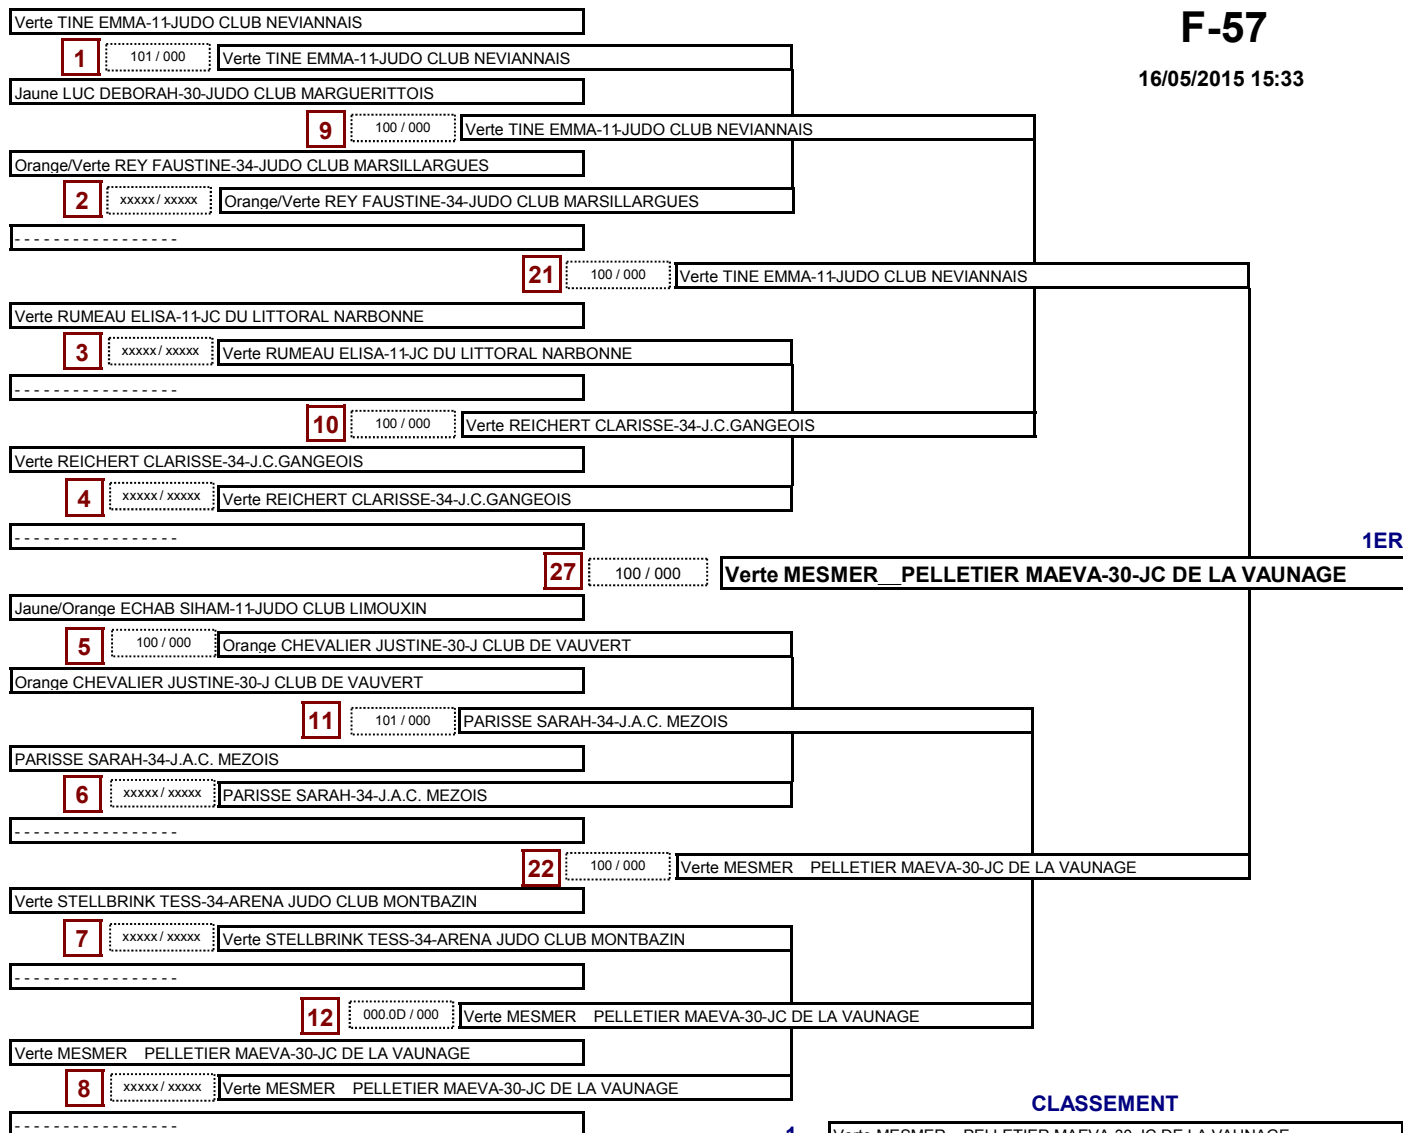 Verte TINE EMMA-11-JUDO CLUB NEVIANNAIS
F-57
1 101 / 000 Verte TINE EMMA-11-JUDO CLUB NEVIANNAIS
16/05/2015 15:33
Jaune LUC DEBORAH-30-JUDO CLUB MARGUERITTOIS
9 100 / 000 Verte TINE EMMA-11-JUDO CLUB NEVIANNAIS
Orange/Verte REY FAUSTINE-34-JUDO CLUB MARSILLARGUES
2 xxxxx / xxxxx Orange/Verte REY FAUSTINE-34-JUDO CLUB MARSILLARGUES
- - - - - - - - - - - - - - - - -
21 100 / 000 Verte TINE EMMA-11-JUDO CLUB NEVIANNAIS
Verte RUMEAU ELISA-11-JC DU LITTORAL NARBONNE
3 xxxxx / xxxxx Verte RUMEAU ELISA-11-JC DU LITTORAL NARBONNE
- - - - - - - - - - - - - - - - -
10 100 / 000 Verte REICHERT CLARISSE-34-J.C.GANGEOIS
Verte REICHERT CLARISSE-34-J.C.GANGEOIS
4 xxxxx / xxxxx Verte REICHERT CLARISSE-34-J.C.GANGEOIS
- - - - - - - - - - - - - - - - -
1ER
27 100 / 000 Verte MESMER__PELLETIER MAEVA-30-JC DE LA VAUNAGE
Jaune/Orange ECHAB SIHAM-11-JUDO CLUB LIMOUXIN
5 100 / 000 Orange CHEVALIER JUSTINE-30-J CLUB DE VAUVERT
Orange CHEVALIER JUSTINE-30-J CLUB DE VAUVERT
11 101 / 000 PARISSE SARAH-34-J.A.C. MEZOIS
PARISSE SARAH-34-J.A.C. MEZOIS
6 xxxxx / xxxxx PARISSE SARAH-34-J.A.C. MEZOIS
- - - - - - - - - - - - - - - - -
22 100 / 000 Verte MESMER PELLETIER MAEVA-30-JC DE LA VAUNAGE
Verte STELLBRINK TESS-34-ARENA JUDO CLUB MONTBAZIN
7 xxxxx / xxxxx Verte STELLBRINK TESS-34-ARENA JUDO CLUB MONTBAZIN
- - - - - - - - - - - - - - - - -
12 000.0D / 000 Verte MESMER PELLETIER MAEVA-30-JC DE LA VAUNAGE
Verte MESMER PELLETIER MAEVA-30-JC DE LA VAUNAGE
8 xxxxx / xxxxx Verte MESMER PELLETIER MAEVA-30-JC DE LA VAUNAGE
CLASSEMENT
- - - - - - - - - - - - - - - - -
1 Verte MESMER PELLETIER MAEVA-30-JC DE LA VAUNAGE